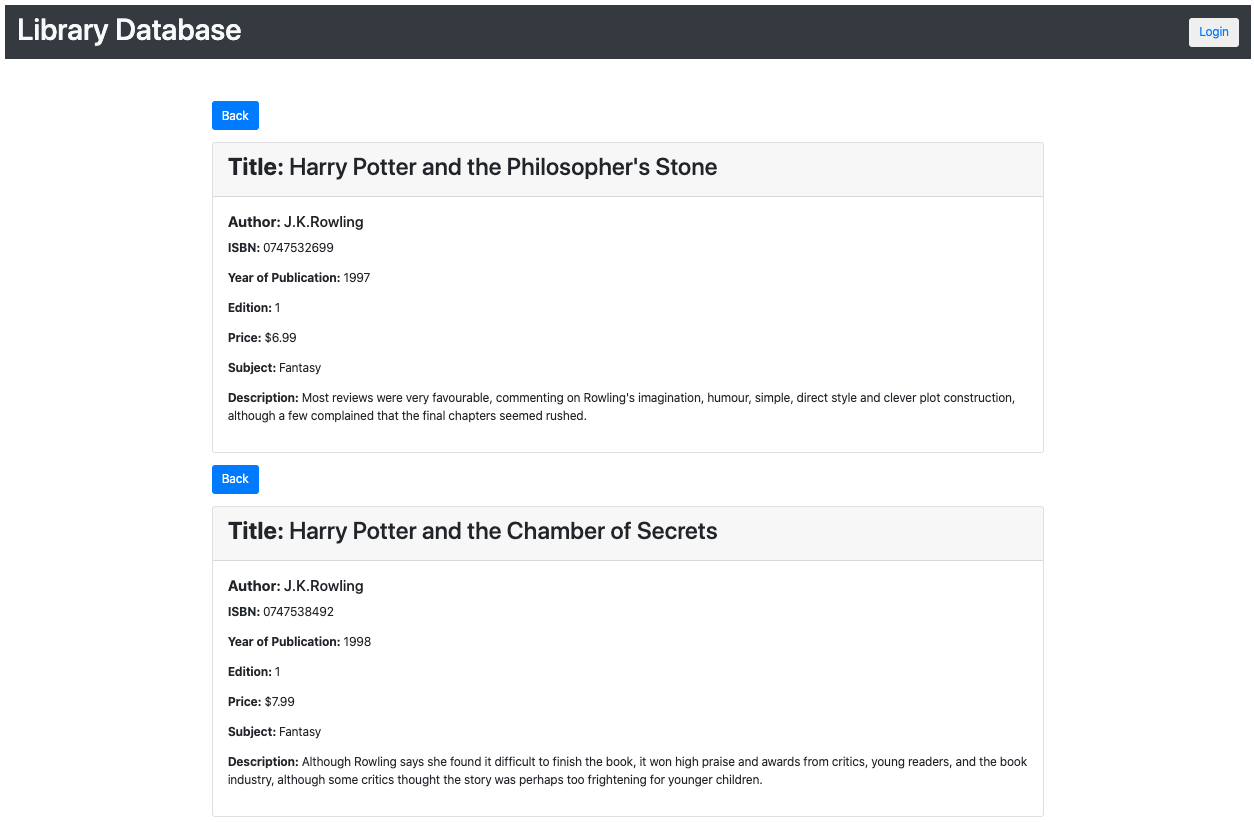 Library Database
Login
Back
Title: Harry Potter and the Philosopher's Stone
Author: J.K.Rowling
ISBN: 0747532699
Year of Publication: 1997
Edition: 1
Price: $6.99
Subject: Fantasy
Description: Most reviews were very favourable, commenting on Rowling's imagination, humour, simple, direct style and clever plot construction,
although a few complained that the final chapters seemed rushed.
Back
Title: Harry Potter and the Chamber of Secrets
Author: J.K.Rowling
ISBN: 0747538492
Year of Publication: 1998
Edition: 1
Price: $7.99
Subject: Fantasy
Description: Although Rowling says she found it difficult to finish the book, it won high praise and awards from critics, young readers, and the book
industry, although some critics thought the story was perhaps too frightening for younger children.